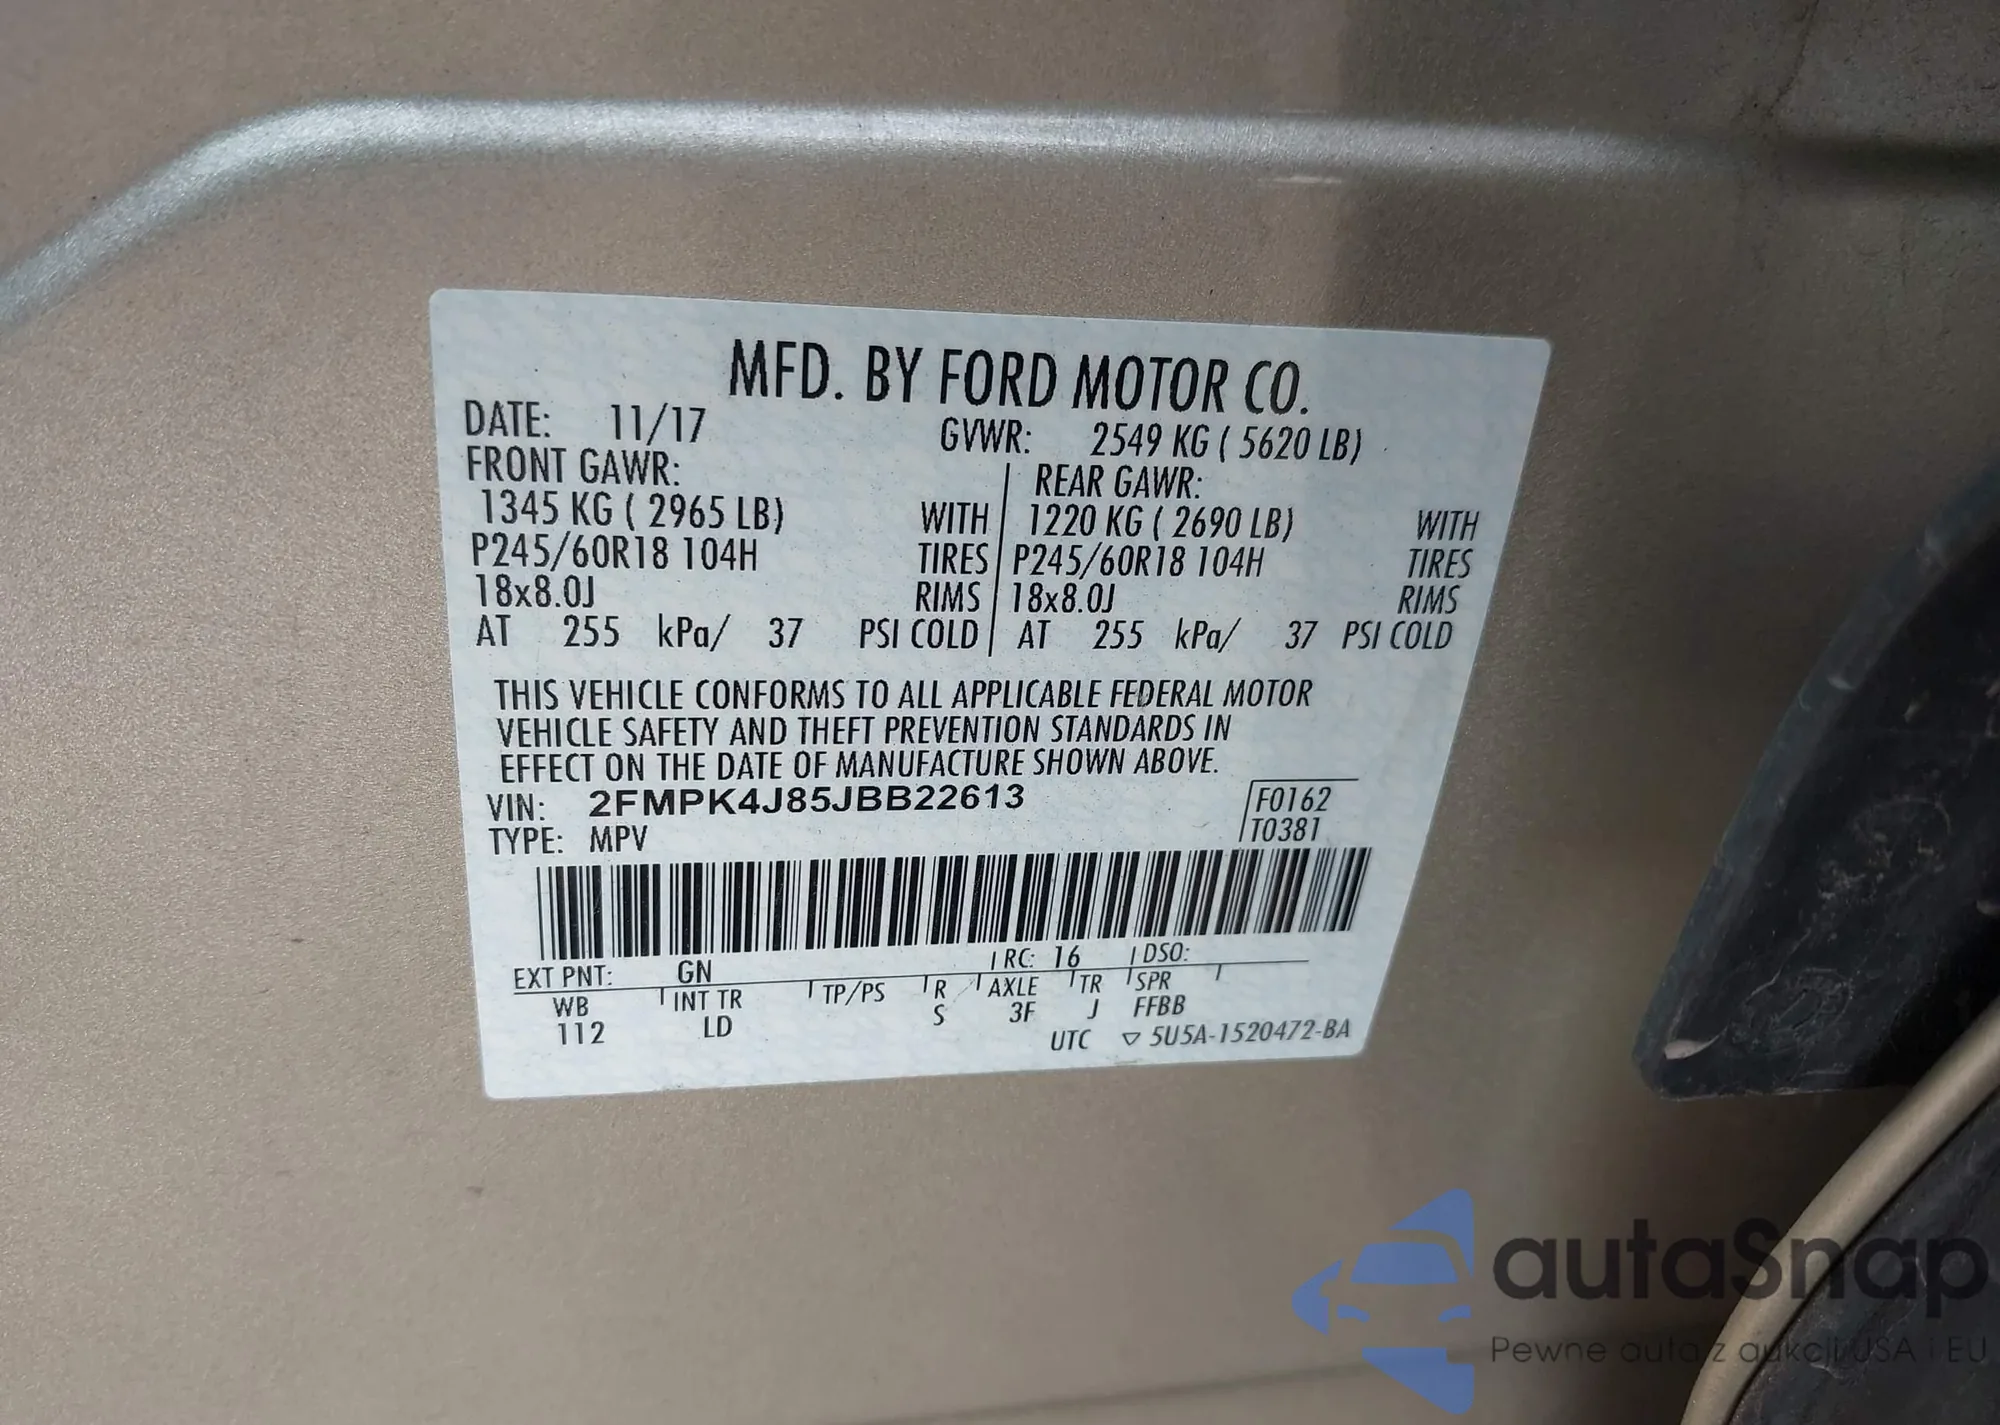 MFD. BY FORD MOTOR CO.
DATE: 11/17 GVWR: 2549 KG ( 5620 LB)
FRONT GAWR: REAR GAWR:
1345 KG ( 2965 LB) WITH 1220 KG ( 2690 LB) WITH
P245/60R18 104H TIRES P245/60R18 104H TIRES
18x8.0J RIMS 18x8.0J RIMS
AT 255 kPa/ 37 PSI COLD AT 255 kPa/ 37 PSI COLD
THIS VEHICLE CONFORMS TO ALL APPLICABLE FEDERAL MOTOR
VEHICLE SAFETY AND THEFT PREVENTION STANDARDS IN
EFFECT ON THE DATE OF MANUFACTURE SHOWN ABOVE.
VIN: 2FMPK4J85JBB22613 F0162
TYPE: MPV T0381
EXT PNT: GN RC: 16 DSO:
WB INT TR TP/PS R AXLE TR SPR
112 LD S 3F J FFBB
UTC ▽ 5U5A-1520472-BA
autaSnap
Pewne auta z aukcji USA i EU